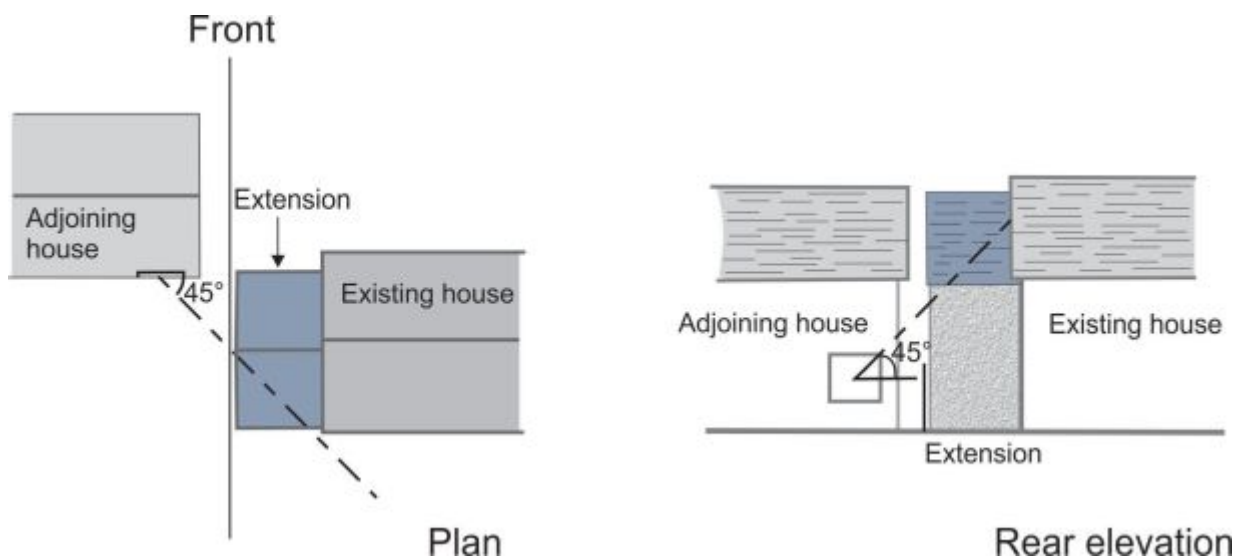 Front
Extension
Adjoining
house
45°
Existing house
Plan
Adjoining house
45°
Existing house
Extension
Rear elevation